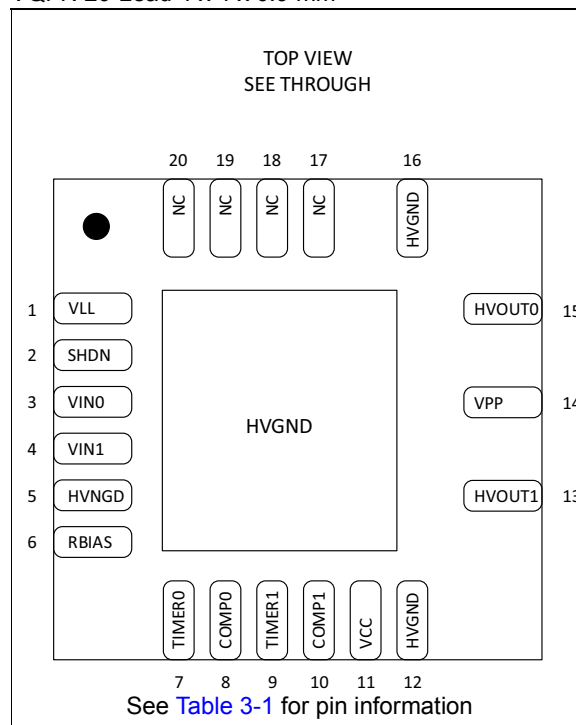 TOP VIEW
SEE THROUGH
20 19 18 17 16
NC NC NC NC HVGND
1 VLL HVOUT0 15
2 SHDN
3 VIN0 VPP 14
4 VIN1 HVGND
5 HVNGD HVOUT1 13
6 RBIAS
TIMER0 COMP0 TIMER1 COMP1 VCC HVGND
7 8 9 10 11 12
See Table 3-1 for pin information